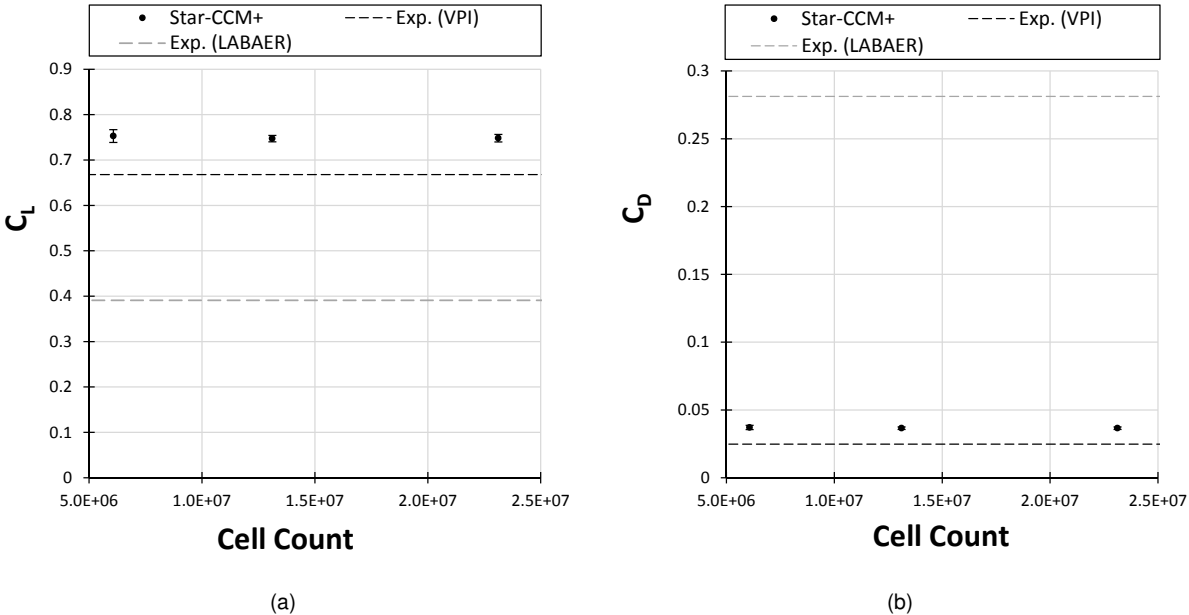 Star-CCM+ Exp. (VPI)
Exp. (LABAER)
0.9
0.8
0.7
0.6
0.5
0.4
0.3
0.2
0.1
0
C_L
5.0E+06 1.0E+07 1.5E+07 2.0E+07 2.5E+07
Cell Count
(a)
Star-CCM+ Exp. (VPI)
Exp. (LABAER)
0.3
0.25
0.2
0.15
0.1
0.05
0
C_D
5.0E+06 1.0E+07 1.5E+07 2.0E+07 2.5E+07
Cell Count
(b)